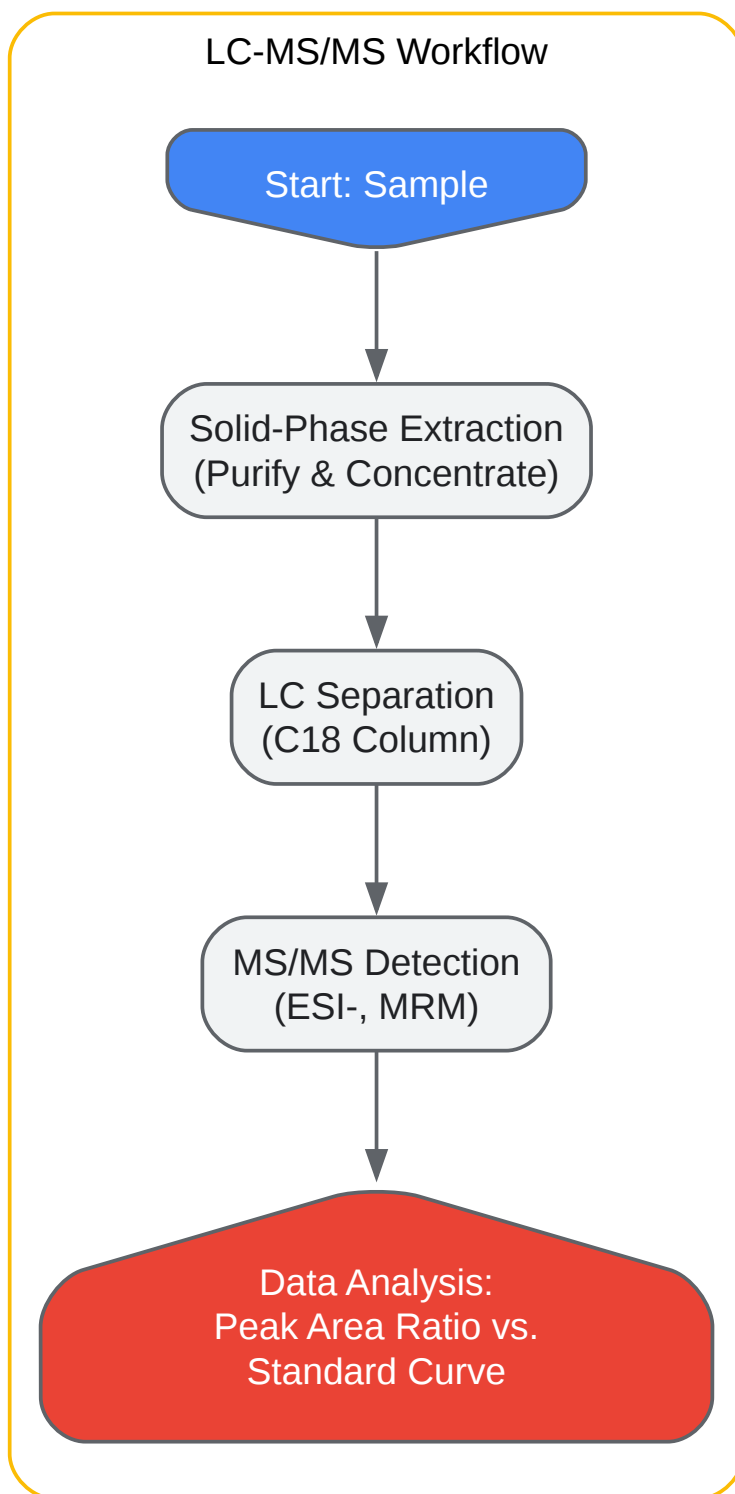 LC-MS/MS Workflow
Start: Sample
Solid-Phase Extraction
(Purify & Concentrate)
LC Separation
(C18 Column)
MS/MS Detection
(ESI-, MRM)
Data Analysis:
Peak Area Ratio vs.
Standard Curve